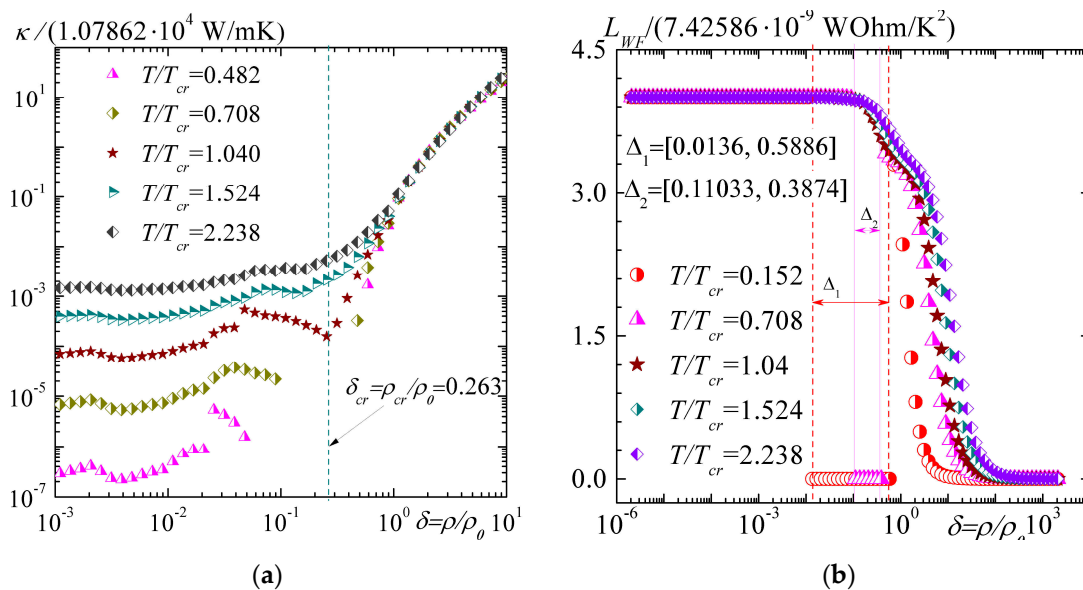 κ/(1.07862·10⁴ W/mK)
T/T_cr=0.482
T/T_cr=0.708
T/T_cr=1.040
T/T_cr=1.524
T/T_cr=2.238
10¹
10⁻¹
10⁻³
10⁻⁵
10⁻⁷
δ_cr=ρ_cr/ρ₀=0.263
10⁻³ 10⁻² 10⁻¹ 10⁰ δ=ρ/ρ₀ 10¹
(a)
L_WF/(7.42586·10⁻⁹ WOhm/K²)
4.5
3.0
1.5
0.0
Δ₁=[0.0136, 0.5886]
Δ₂=[0.11033, 0.3874]
Δ₂
Δ₁
T/T_cr=0.152
T/T_cr=0.708
T/T_cr=1.04
T/T_cr=1.524
T/T_cr=2.238
10⁻⁶ 10⁻³ 10⁰ δ=ρ/ρ₀ 10³
(b)